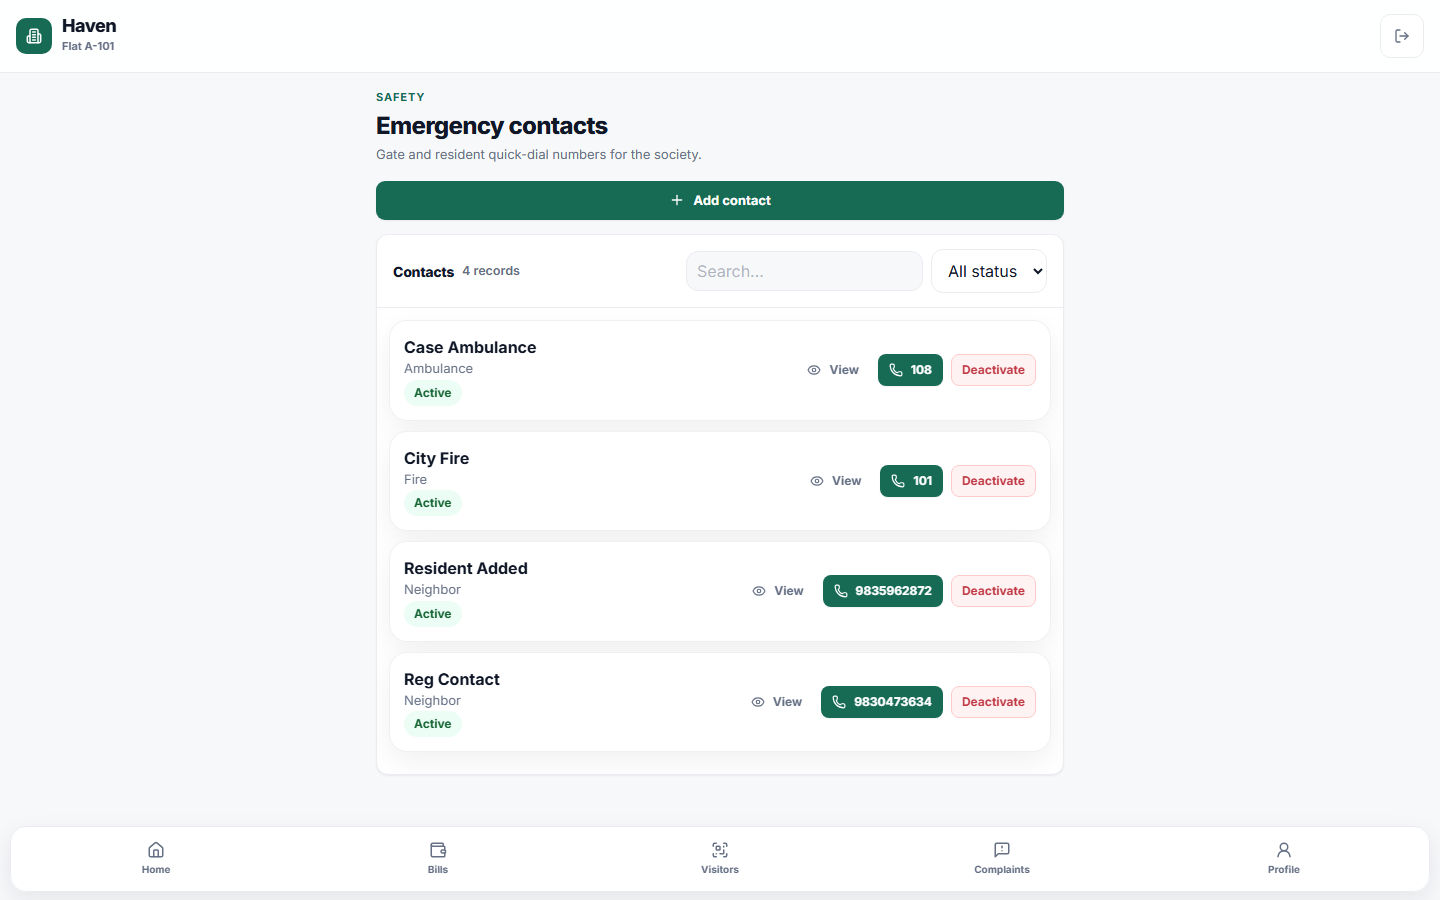 Haven
Flat A-101
SAFETY
Emergency contacts
Gate and resident quick-dial numbers for the society.
Add contact
Contacts 4 records Search... All status
Case Ambulance
Ambulance
Active
View 108 Deactivate
City Fire
Fire
Active
View 101 Deactivate
Resident Added
Neighbor
Active
View 9835962872 Deactivate
Reg Contact
Neighbor
Active
View 9830473634 Deactivate
Home Bills Visitors Complaints Profile